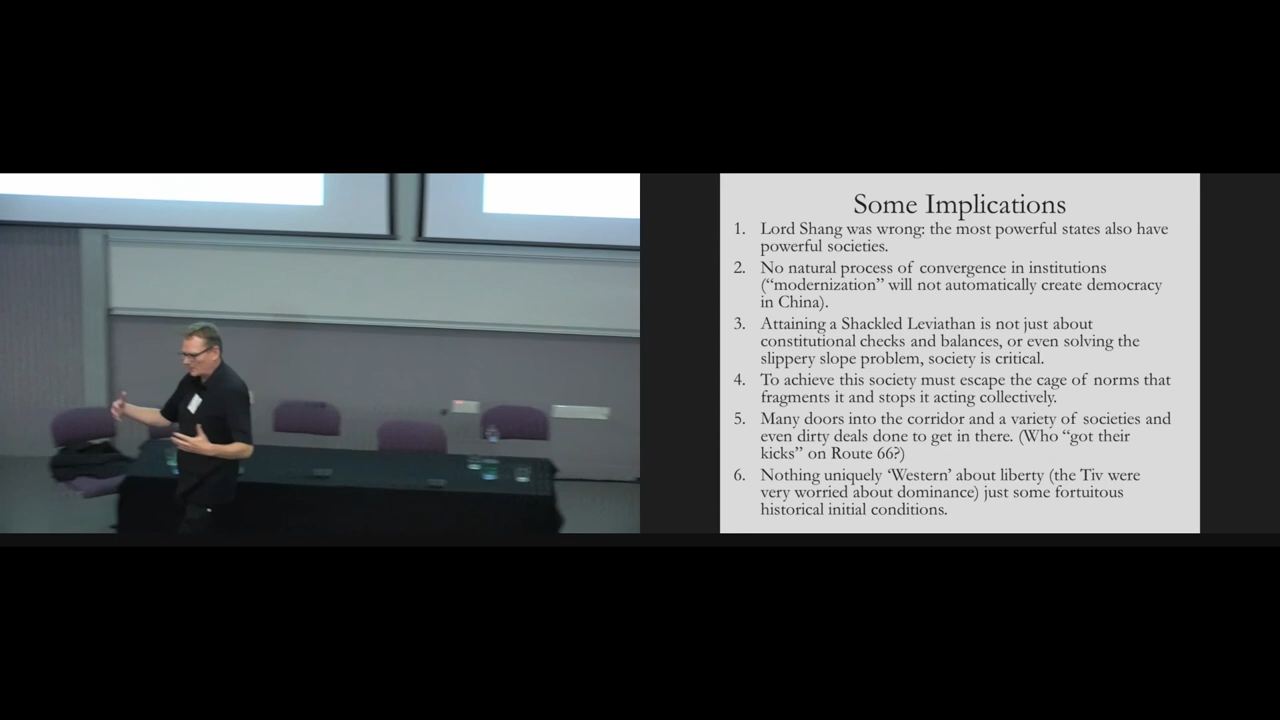 Some Implications
1. Lord Shang was wrong: the most powerful states also have
powerful societies.
2. No natural process of convergence in institutions
(“modernization” will not automatically create democracy
in China).
3. Attaining a Shackled Leviathan is not just about
constitutional checks and balances, or even solving the
slippery slope problem, society is critical.
4. To achieve this society must escape the cage of norms that
fragments it and stops it acting collectively.
5. Many doors into the corridor and a variety of societies and
even dirty deals done to get in there. (Who “got their
kicks” on Route 66?)
6. Nothing uniquely ‘Western’ about liberty (the Tiv were
very worried about dominance) just some fortuitous
historical initial conditions.